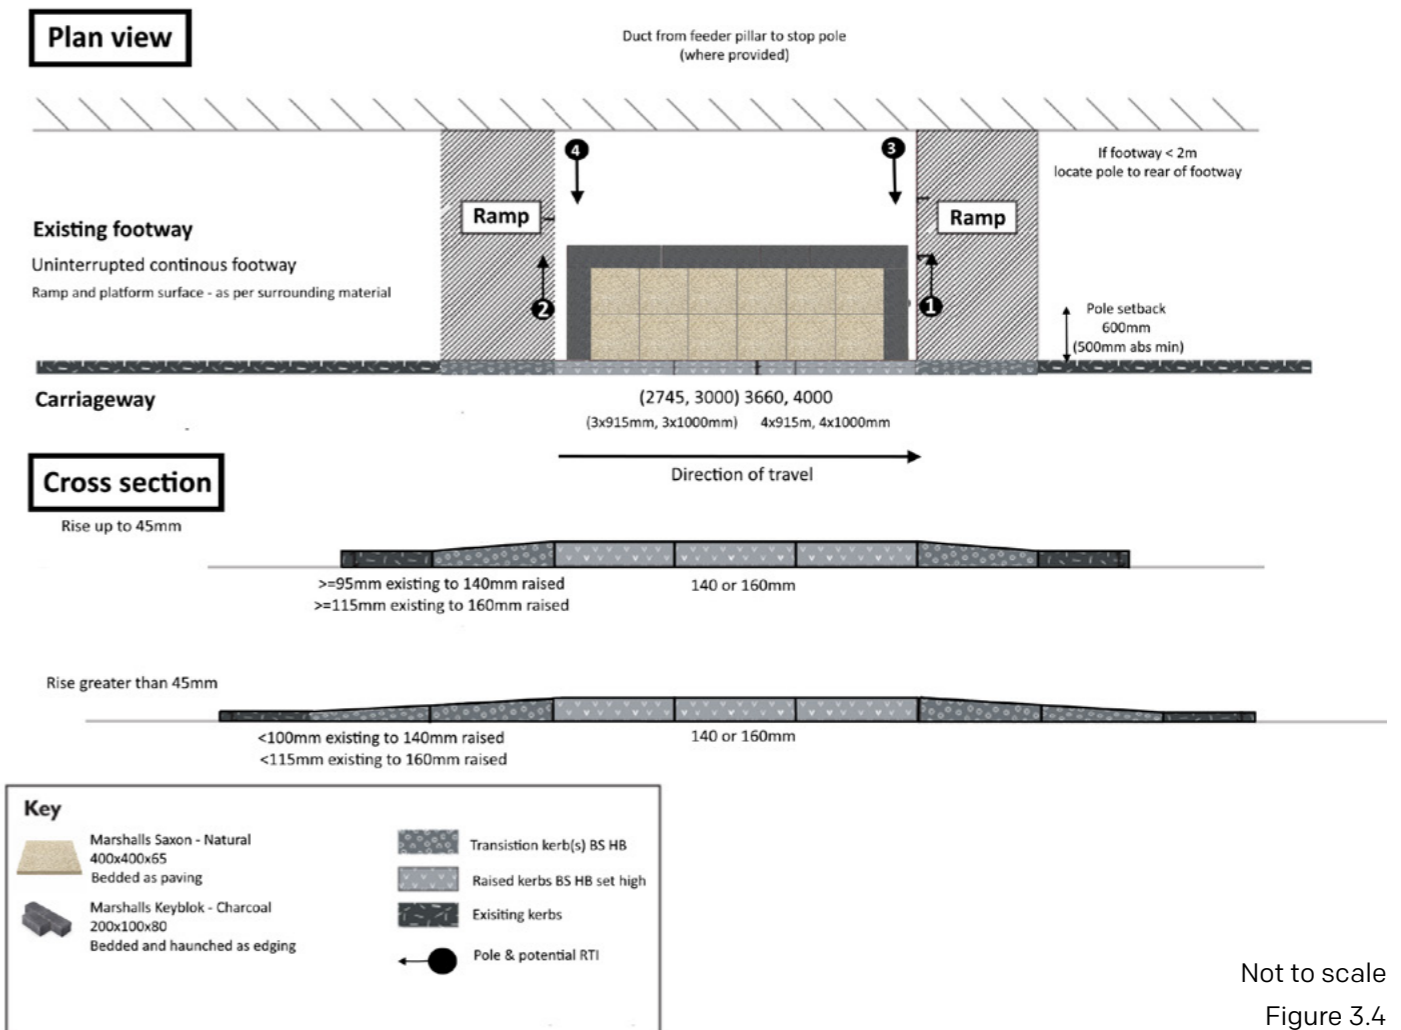 Plan view
Duct from feeder pillar to stop pole
(where provided)
4
3
If footway < 2m
locate pole to rear of footway
Ramp
Ramp
Existing footway
Uninterrupted continous footway
Ramp and platform surface - as per surrounding material
2
1
Pole setback
600mm
(500mm abs min)
Carriageway
(2745, 3000) 3660, 4000
(3x915mm, 3x1000mm) 4x915m, 4x1000mm
Direction of travel
Cross section
Rise up to 45mm
>=95mm existing to 140mm raised
>=115mm existing to 160mm raised
140 or 160mm
Rise greater than 45mm
<100mm existing to 140mm raised
<115mm existing to 160mm raised
140 or 160mm
Key
Marshalls Saxon - Natural
400x400x65
Bedded as paving
Marshalls Keyblok - Charcoal
200x100x80
Bedded and haunched as edging
Transistion kerb(s) BS HB
Raised kerbs BS HB set high
Exisiting kerbs
Pole & potential RTI
Not to scale
Figure 3.4